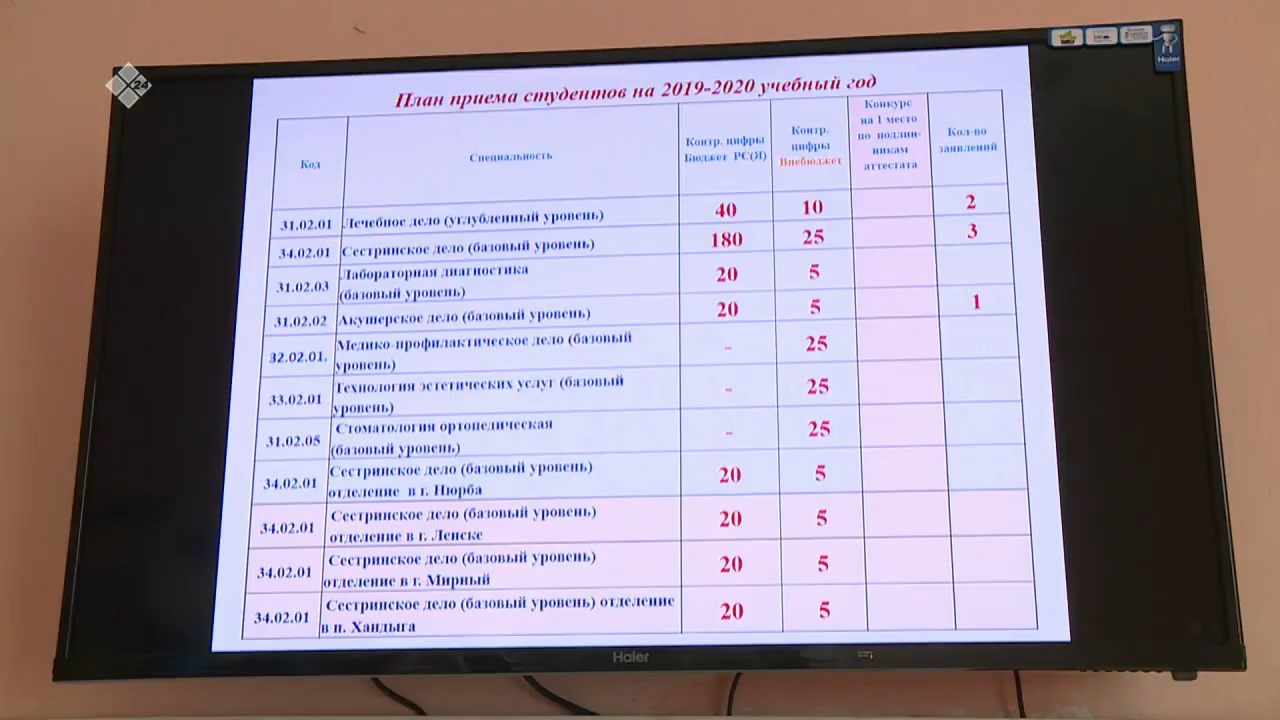 X24
Haier
План приема студентов на 2019-2020 учебный год
Код
Специальность
Контр. цифры
Бюджет РС(Я)
Контр.
цифры
Внебюджет
Конкурс
на 1 место
по подлин-
никам
аттестата
Кол-во
заявлений
31.02.01 Лечебное дело (углубленный уровень) 40 10 2
34.02.01 Сестринское дело (базовый уровень) 180 25 3
31.02.03 Лабораторная диагностика
(базовый уровень) 20 5
31.02.02 Акушерское дело (базовый уровень) 20 5 1
32.02.01. Медико-профилактическое дело (базовый
уровень) - 25
33.02.01 Технология эстетических услуг (базовый
уровень) - 25
31.02.05 Стоматология ортопедическая
(базовый уровень) - 25
34.02.01 Сестринское дело (базовый уровень)
отделение в г. Нюрба 20 5
34.02.01 Сестринское дело (базовый уровень)
отделение в г. Ленске 20 5
34.02.01 Сестринское дело (базовый уровень)
отделение в г. Мирный 20 5
34.02.01 Сестринское дело (базовый уровень) отделение
в п. Хандыга 20 5
Haier